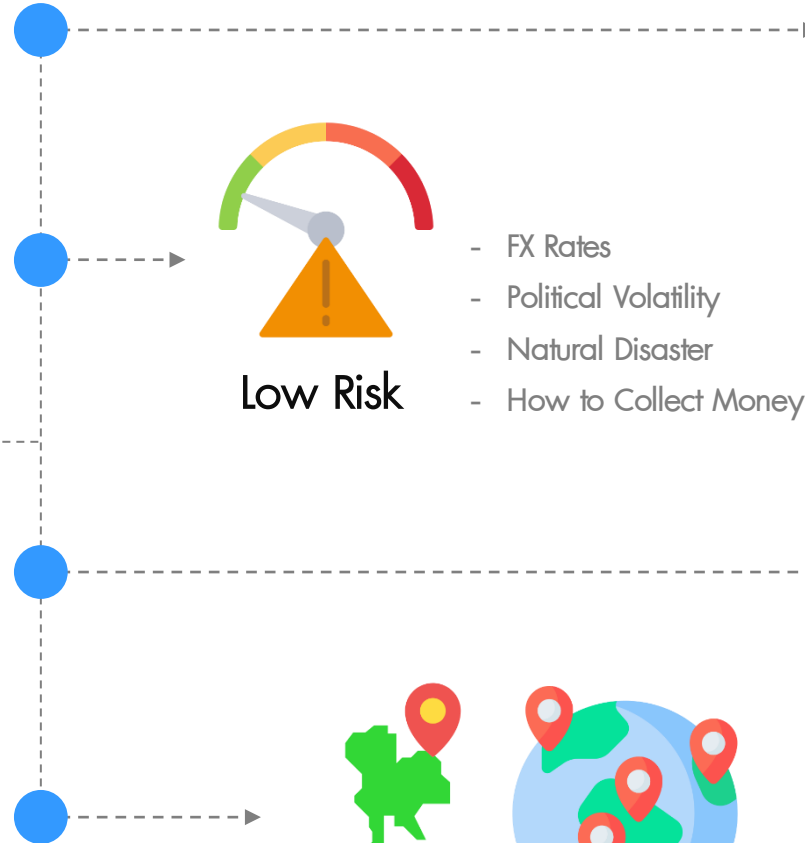 - FX Rates
- Political Volatility
- Natural Disaster
- How to Collect Money
Low Risk